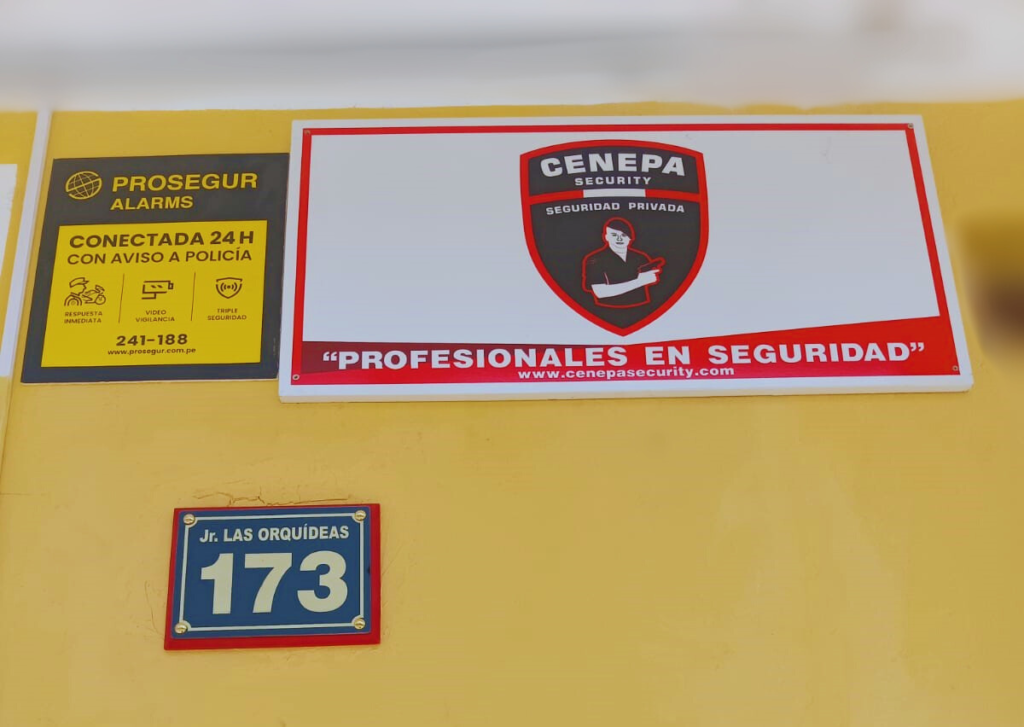 PROSEGUR
ALARMS
CONECTADA 24H
CON AVISO A POLICÍA
RESPUESTA
INMEDIATA
VIDEO
VIGILANCIA
TRIPLE
SEGURIDAD
241-188
www.prosegur.com.pe
CENEPA
SECURITY
SEGURIDAD PRIVADA
“PROFESIONALES EN SEGURIDAD”
www.cenepasecurity.com
Jr. LAS ORQUÍDEAS
173